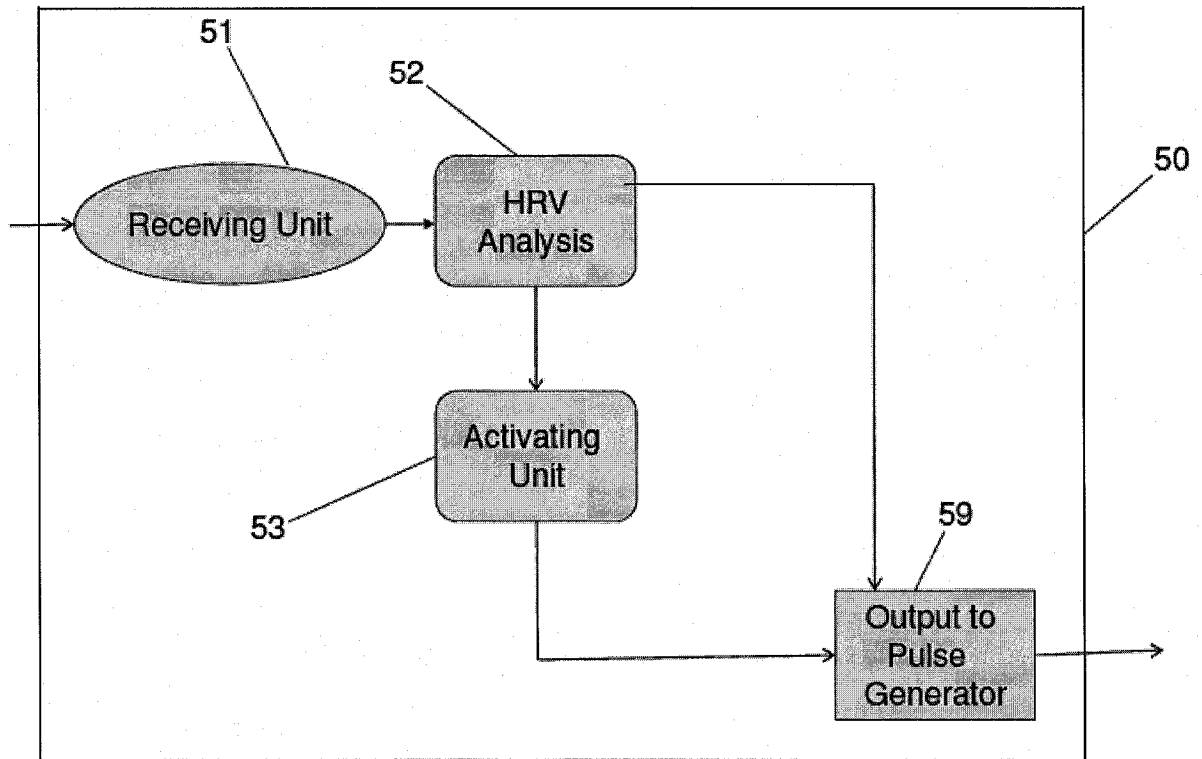 51
52
50
Receiving Unit
HRV
Analysis
Activating
Unit
53
59
Output to
Pulse
Generator